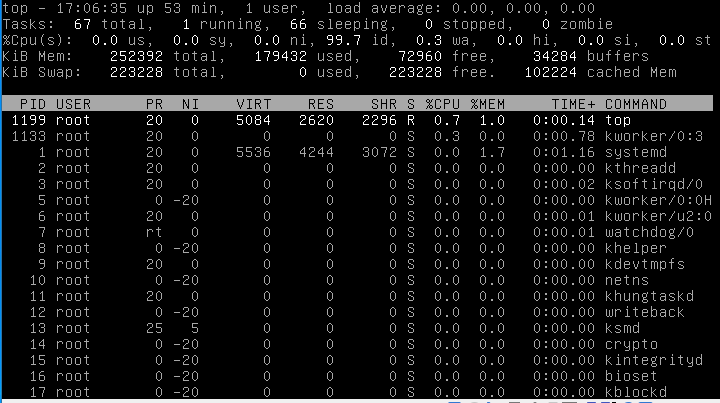 top - 17:06:35 up 53 min,  1 user,  load average: 0.00, 0.00, 0.00
Tasks:  67 total,   1 running,  66 sleeping,   0 stopped,   0 zombie
%Cpu(s):  0.0 us,  0.0 sy,  0.0 ni, 99.7 id,  0.3 wa,  0.0 hi,  0.0 si,  0.0 st
KiB Mem:    252392 total,   179432 used,    72960 free,    34284 buffers
KiB Swap:   223228 total,        0 used,   223228 free.   102224 cached Mem
PID USER      PR  NI    VIRT    RES    SHR S %CPU %MEM     TIME+ COMMAND
1199 root      20   0    5084   2620   2296 R  0.7  1.0   0:00.14 top
1133 root      20   0       0      0      0 S  0.3  0.0   0:00.78 kworker/0:3
1 root      20   0    5536   4244   3072 S  0.0  1.7   0:01.16 systemd
2 root      20   0       0      0      0 S  0.0  0.0   0:00.00 kthreadd
3 root      20   0       0      0      0 S  0.0  0.0   0:00.02 ksoftirqd/0
5 root       0 -20       0      0      0 S  0.0  0.0   0:00.00 kworker/0:0H
6 root      20   0       0      0      0 S  0.0  0.0   0:00.01 kworker/u2:0
7 root      rt   0       0      0      0 S  0.0  0.0   0:00.01 watchdog/0
8 root       0 -20       0      0      0 S  0.0  0.0   0:00.00 khelper
9 root      20   0       0      0      0 S  0.0  0.0   0:00.00 kdevtmpfs
10 root       0 -20       0      0      0 S  0.0  0.0   0:00.00 netns
11 root      20   0       0      0      0 S  0.0  0.0   0:00.00 khungtaskd
12 root       0 -20       0      0      0 S  0.0  0.0   0:00.00 writeback
13 root      25   5       0      0      0 S  0.0  0.0   0:00.00 ksmd
14 root       0 -20       0      0      0 S  0.0  0.0   0:00.00 crypto
15 root       0 -20       0      0      0 S  0.0  0.0   0:00.00 kintegrityd
16 root       0 -20       0      0      0 S  0.0  0.0   0:00.00 bioset
17 root       0 -20       0      0      0 S  0.0  0.0   0:00.00 kblockd